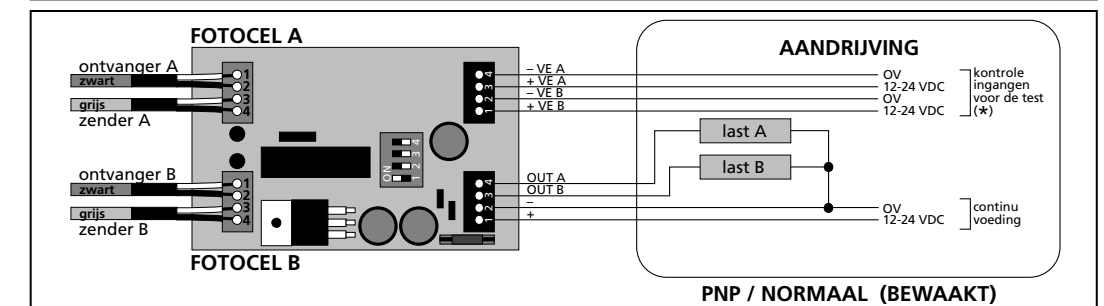 FOTOCEL A
ontvanger A
zwart
grijs
zender A
1
2
3
4
ontvanger B
zwart
grijs
zender B
1
2
3
4
FOTOCEL B
ON
1 2 3 4
4
3
2
1
4
3
2
1
– VE A
+ VE A
– VE B
+ VE B
OUT A
OUT B
–
+
AANDRIJVING
OV
12-24 VDC
OV
12-24 VDC
kontrole
ingangen
voor de test
(*)
last A
last B
OV
12-24 VDC
continu
voeding
PNP / NORMAAL (BEWAAKT)